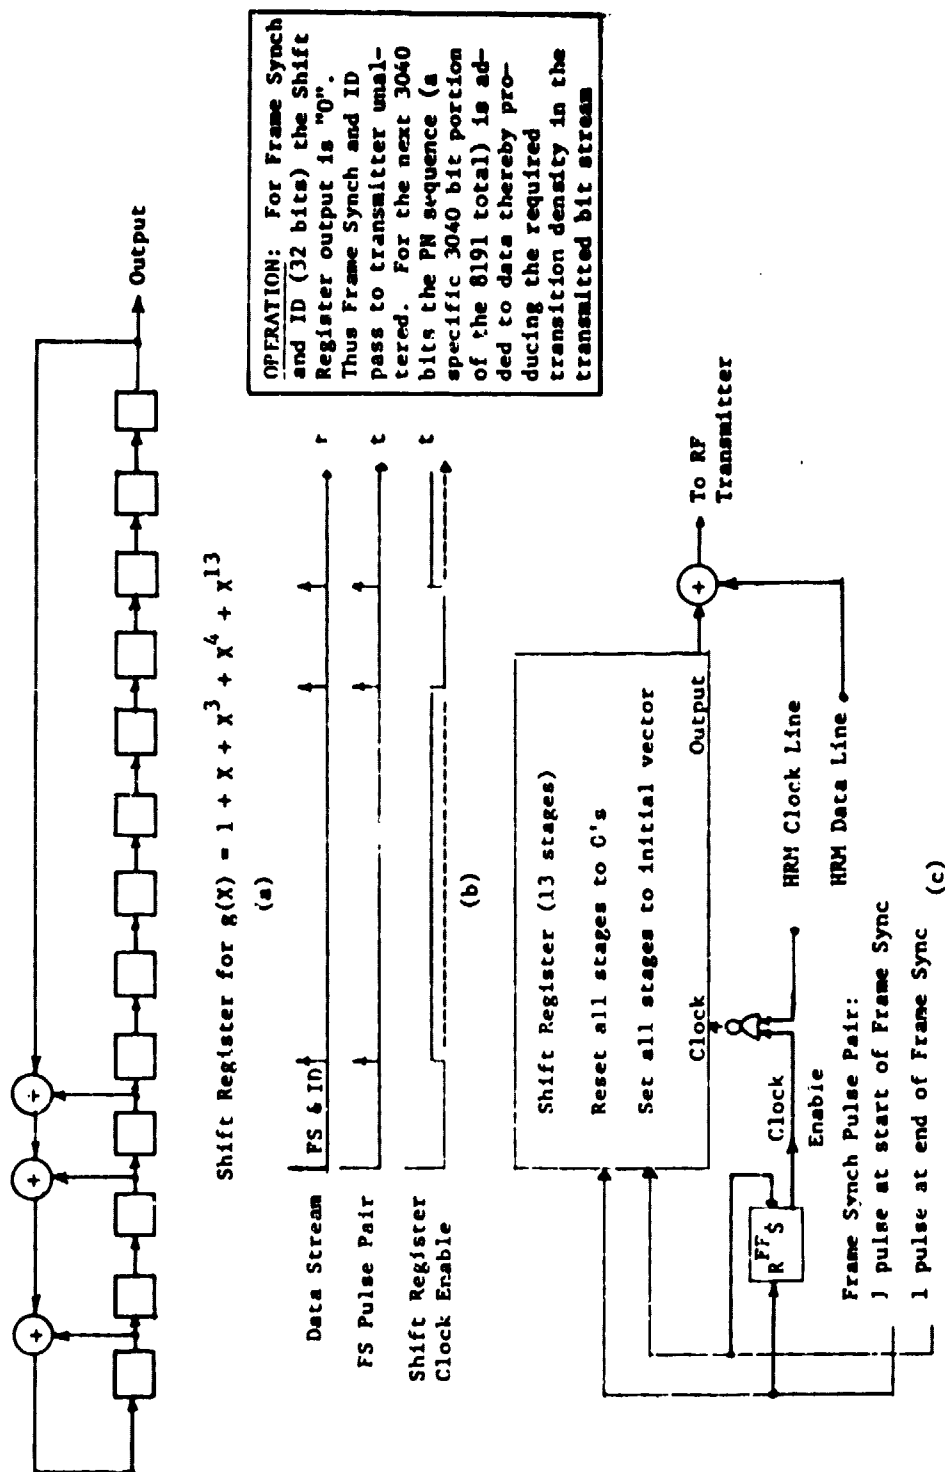 Output
Shift Register for g(X) = 1 + X + X^3 + X^4 + X^13
(a)
OPERATION: For Frame Synch
and ID (32 bits) the Shift
Register output is "0".
Thus Frame Synch and ID
pass to transmitter unal-
tered. For the next 3040
bits the PN sequence (a
specific 3040 bit portion
of the 8191 total) is ad-
ded to data thereby pro-
ducing the required
transition density in the
transmitted bit stream
Data Stream
FS & ID
FS Pulse Pair
t
Shift Register
Clock Enable
t
(b)
Shift Register (13 stages)
Reset all stages to 0's
Set all stages to initial vector
Clock
Output
To RF
Transmitter
R FF S
Clock
Enable
HRM Clock Line
HRM Data Line
Frame Synch Pulse Pair:
1 pulse at start of Frame Sync
1 pulse at end of Frame Sync
(c)